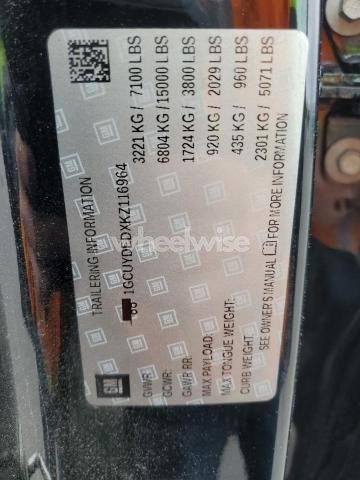 TRAILERING INFORMATION
1GCUYDEDXKZ116964
GM
GVWR: 3221 KG / 7100 LBS
GCWR: 6804 KG / 15000 LBS
GAWR RR: 1724 KG / 3800 LBS
MAX PAYLOAD: 920 KG / 2029 LBS
MAX TONGUE WEIGHT: 435 KG / 960 LBS
CURB WEIGHT: 2301 KG / 5071 LBS
SEE OWNER'S MANUAL FOR MORE INFORMATION
wheelwise